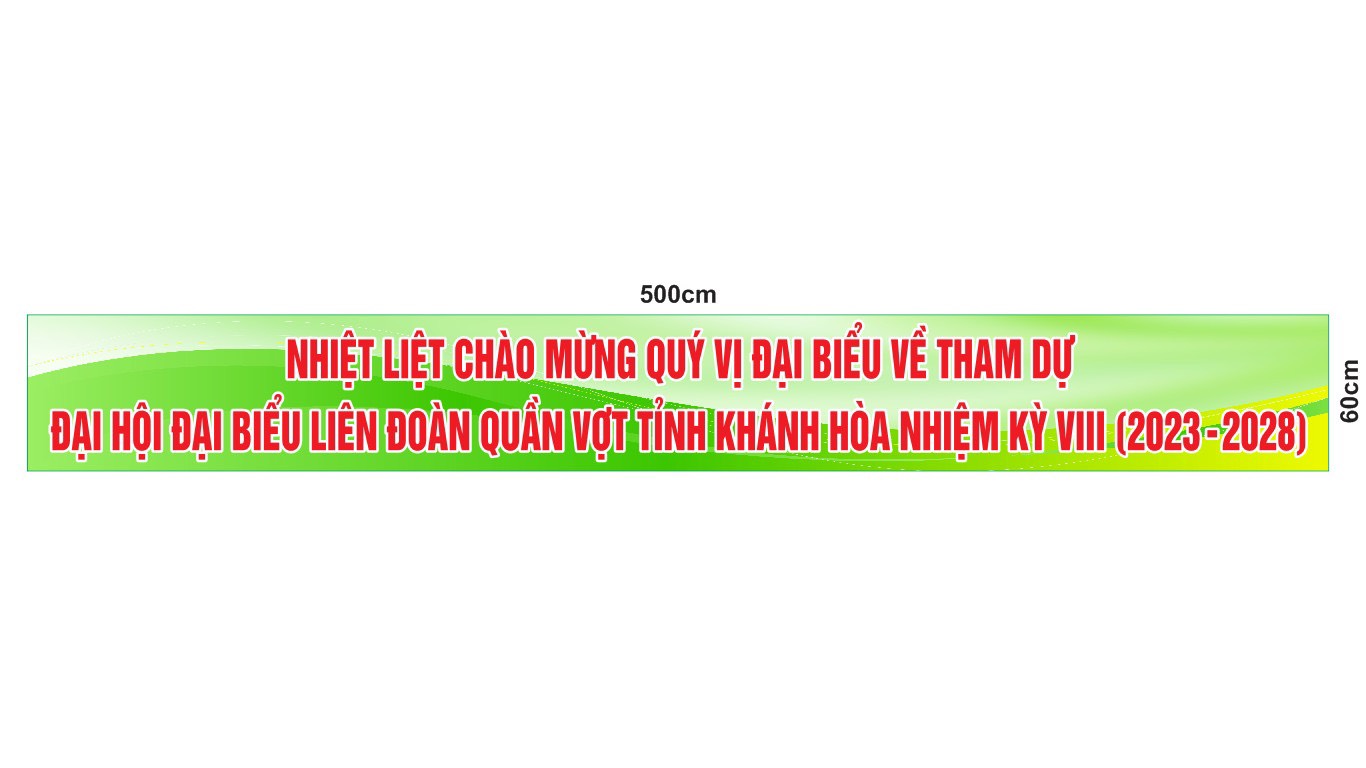 500cm
NHIỆT LIỆT CHÀO MỪNG QUÝ VỊ ĐẠI BIỂU VỀ THAM DỰ
ĐẠI HỘI ĐẠI BIỂU LIÊN ĐOÀN QUẦN VỢT TỈNH KHÁNH HÒA NHIỆM KỲ VIII (2023-2028)
60cm